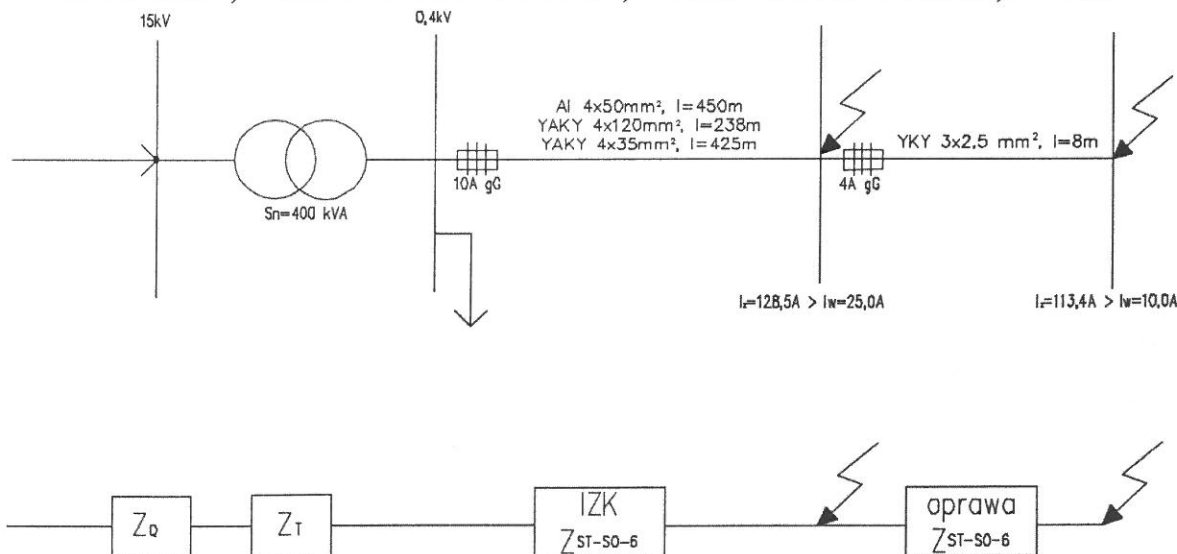 15kV
0,4kV
Al 4x50mm², l=450m
YAKY 4x120mm², l=238m
YAKY 4x35mm², l=425m
YKY 3x2,5 mm², l=8m
10A gG
4A gG
Sn=400 kVA
Iz=128,5A > Iw=25,0A
Iz=113,4A > Iw=10,0A
ZQ
ZT
IZK
ZST-SO-6
oprawa
ZST-SO-6